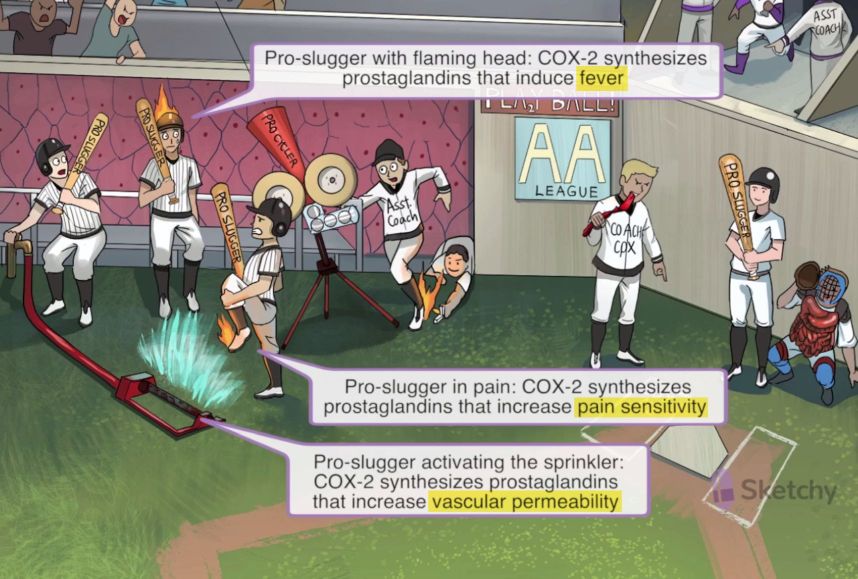 ASST
COACH
Pro-slugger with flaming head: COX-2 synthesizes
prostaglandins that induce fever
PLAY BALL!
AA
LEAGUE
PRO SLUGGER
PRO SLUGGER
PRO CYCLER
PRO SLUGGER
Asst.
Coach
COACH
COX
PRO SLUGGER
Pro-slugger in pain: COX-2 synthesizes
prostaglandins that increase pain sensitivity
Pro-slugger activating the sprinkler:
COX-2 synthesizes prostaglandins
that increase vascular permeability
Sketchy